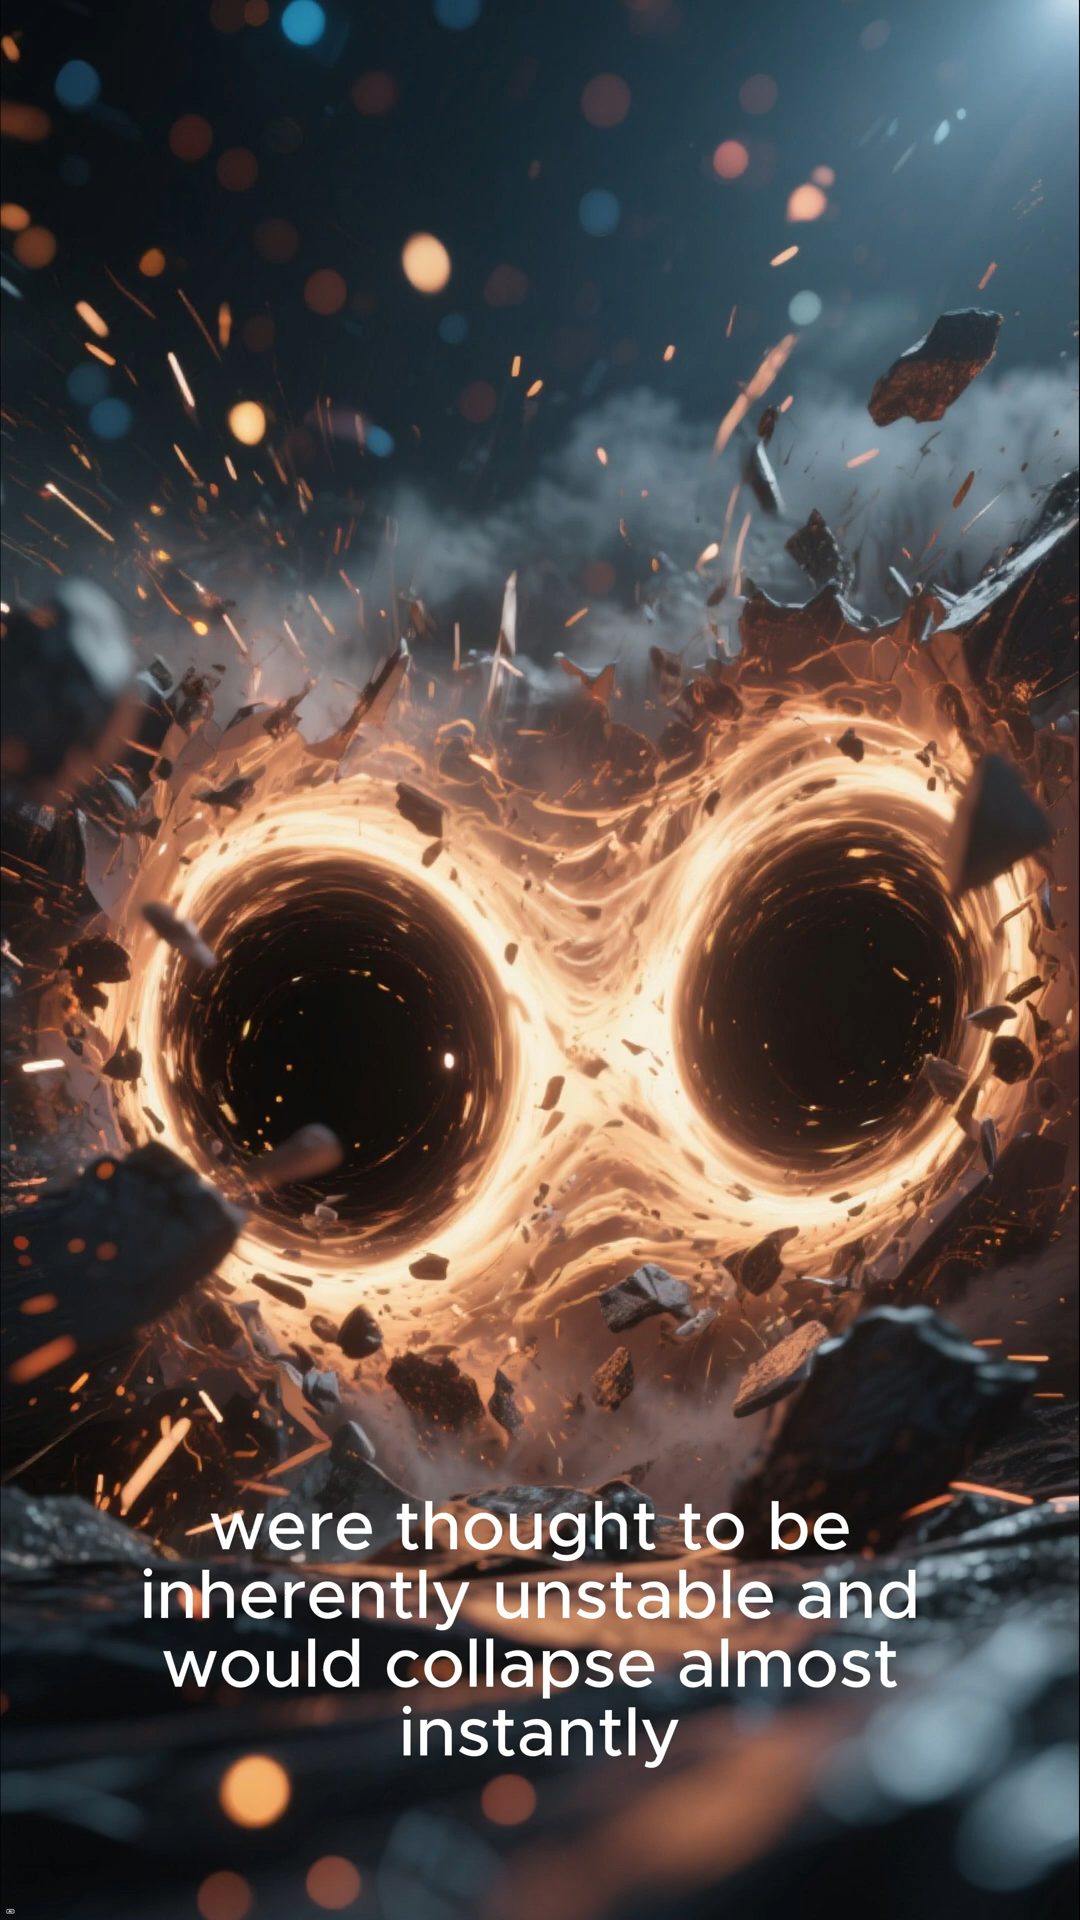 were thought to be
inherently unstable and
would collapse almost
instantly